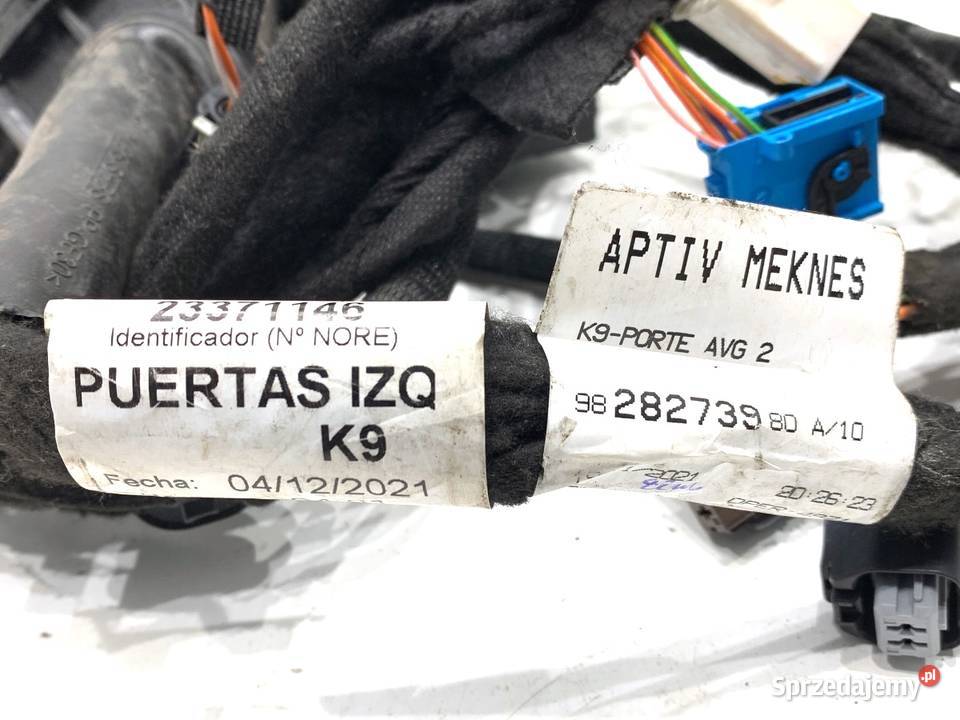 23371146
Identificador (Nº NORE)
PUERTAS IZQ
K9
Fecha: 04/12/2021
APTIV MEKNES
K9-PORTE AVG 2
98 282739 80 A/10
2021
20:26:23
Sprzedajemy.pl